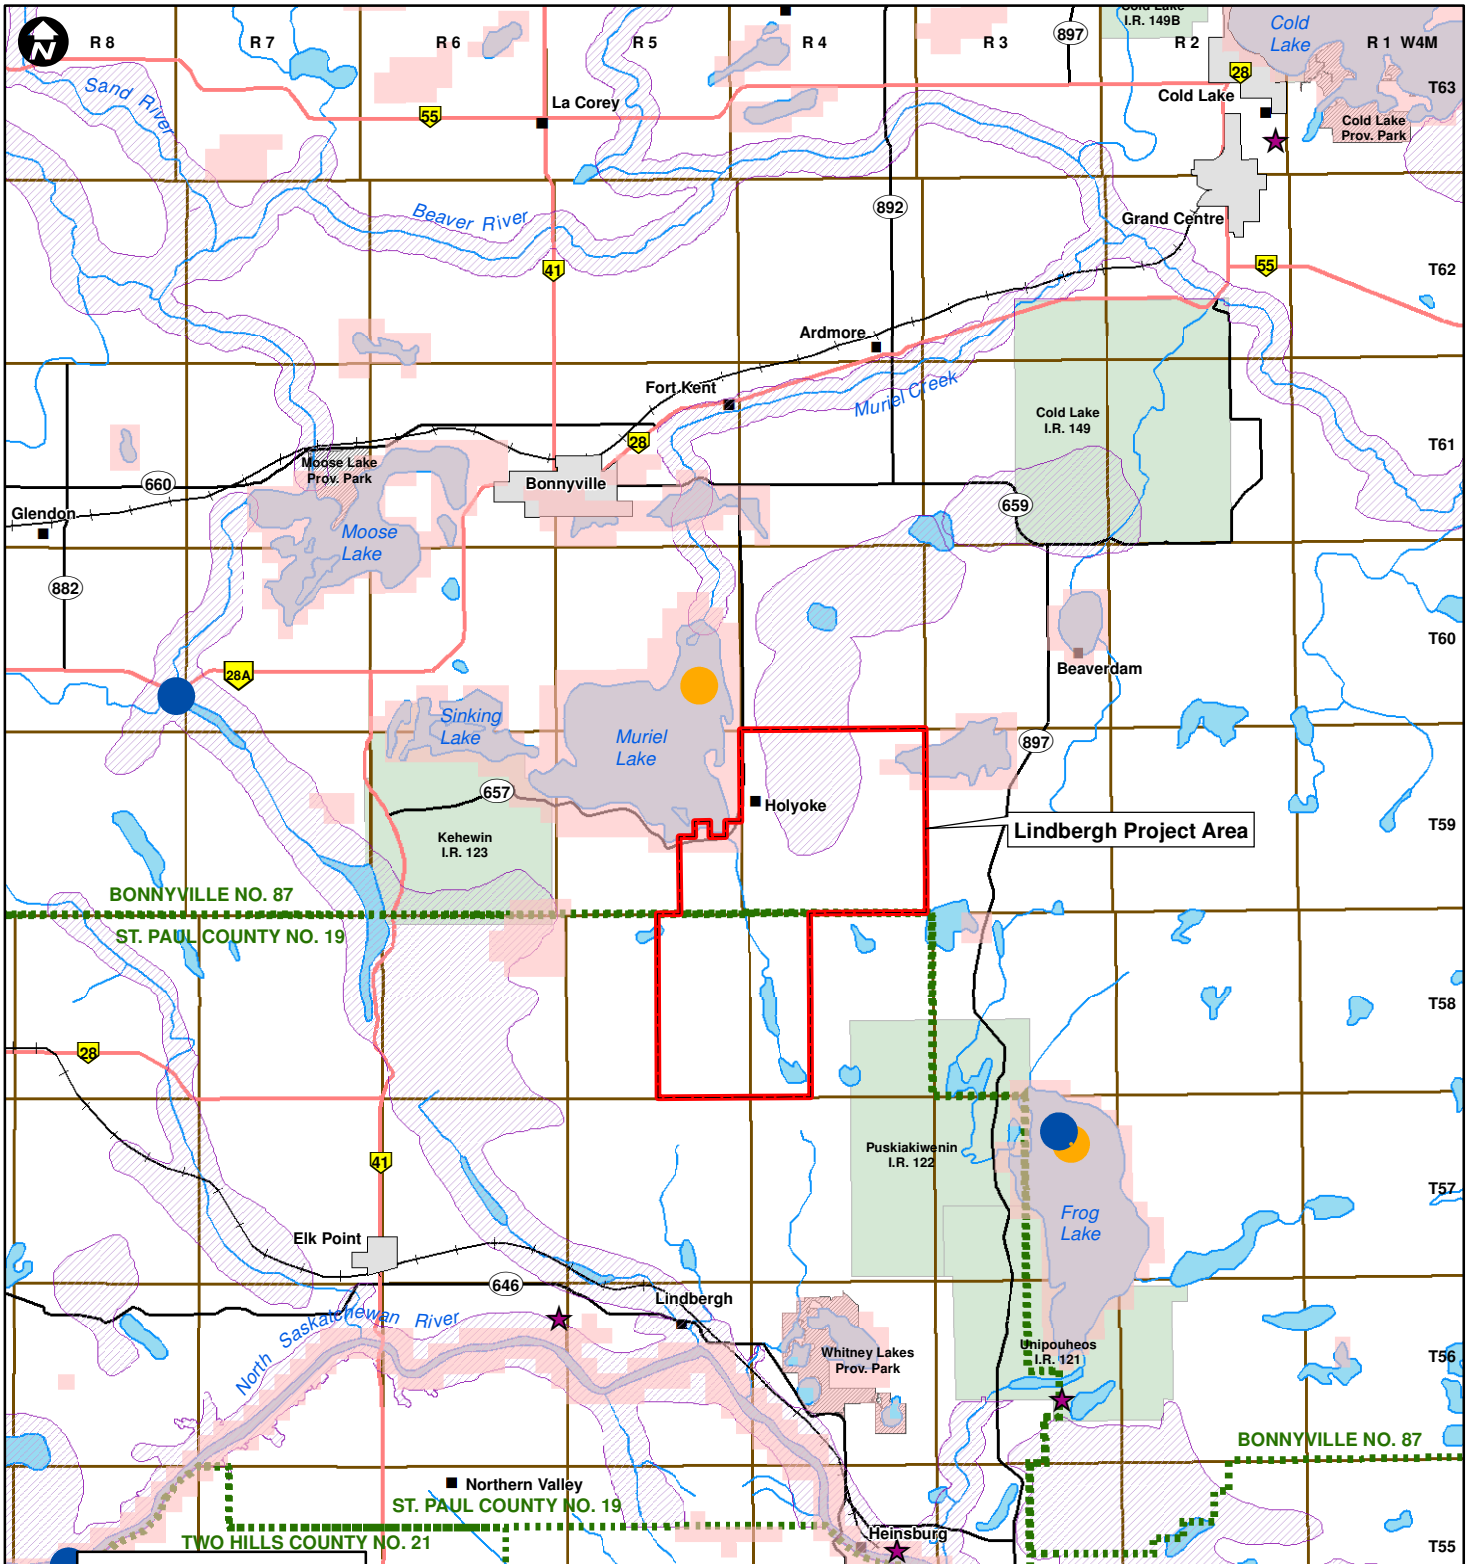 Cold Lake
I.R. 149B
N
R 8
R 7
R 6
R 5
R 4
R 3
897
R 2
Cold
Lake
R 1 W4M
28
T63
Sand River
55
La Corey
Cold Lake
Cold Lake
Prov. Park
Beaver River
892
Grand Centre
41
55
T62
Ardmore
Fort Kent
Muriel Creek
Cold Lake
I.R. 149
28
T61
Moose Lake
Prov. Park
660
Bonnyville
659
Glendon
Moose
Lake
882
T60
Beaverdam
28A
Sinking
Lake
Muriel
Lake
897
657
Holyoke
Lindbergh Project Area
T59
Kehewin
I.R. 123
BONNYVILLE NO. 87
ST. PAUL COUNTY NO. 19
T58
28
Puskiakiwenin
I.R. 122
41
T57
Frog
Lake
Elk Point
646
Lindbergh
North Saskatchewan River
Whitney Lakes
Prov. Park
Unipouheos
I.R. 121
T56
BONNYVILLE NO. 87
Northern Valley
ST. PAUL COUNTY NO. 19
TWO HILLS COUNTY NO. 21
Heinsburg
T55